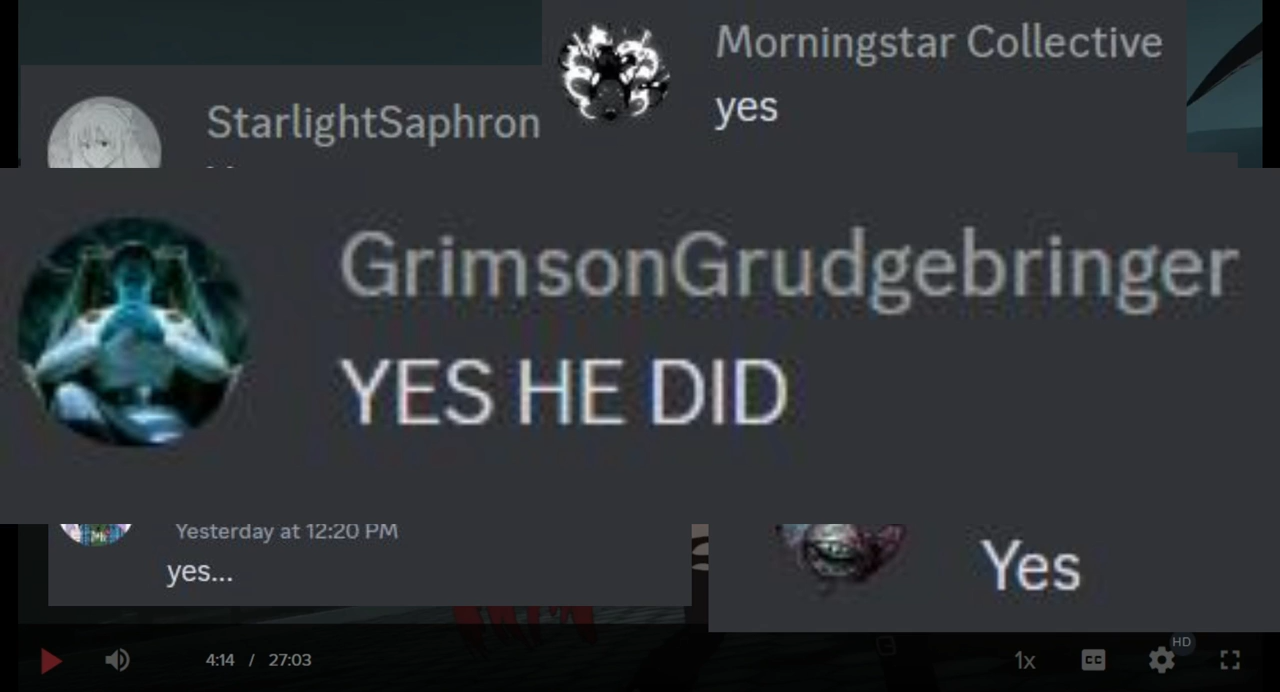 Morningstar Collective
yes
StarlightSaphron
GrimsonGrudgebringer
YES HE DID
Yesterday at 12:20 PM
yes...
Yes
4:14 / 27:03
1x
CC
HD